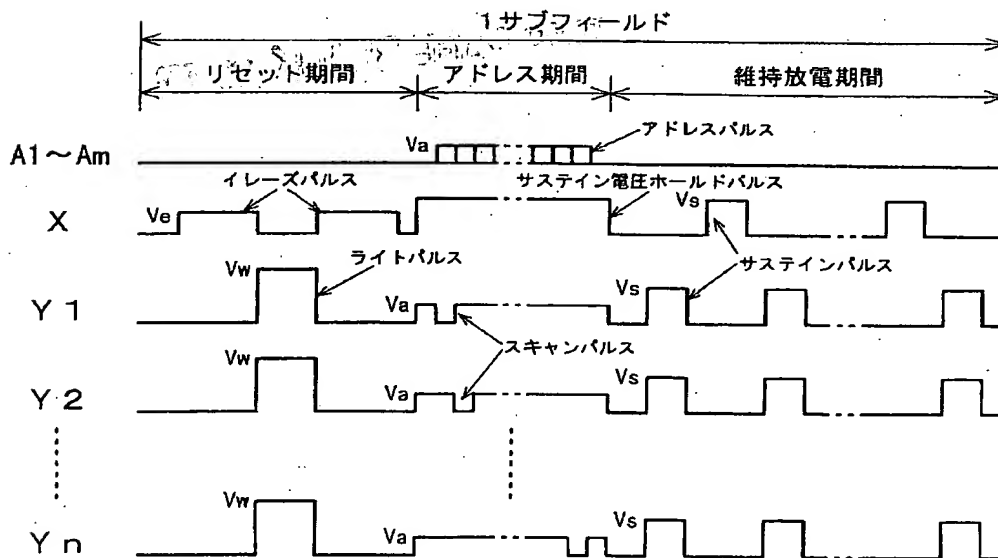 1サブフィールド
リセット期間 アドレス期間 維持放電期間
アドレスパルス
A1～Am Va
イレーズパルス サステイン電圧ホールドパルス
X Ve Vs
ライトパルス サステインパルス
Y1 Vw Va Vs
スキャンパルス
Y2 Vw Va Vs
Yn Vw Va Vs